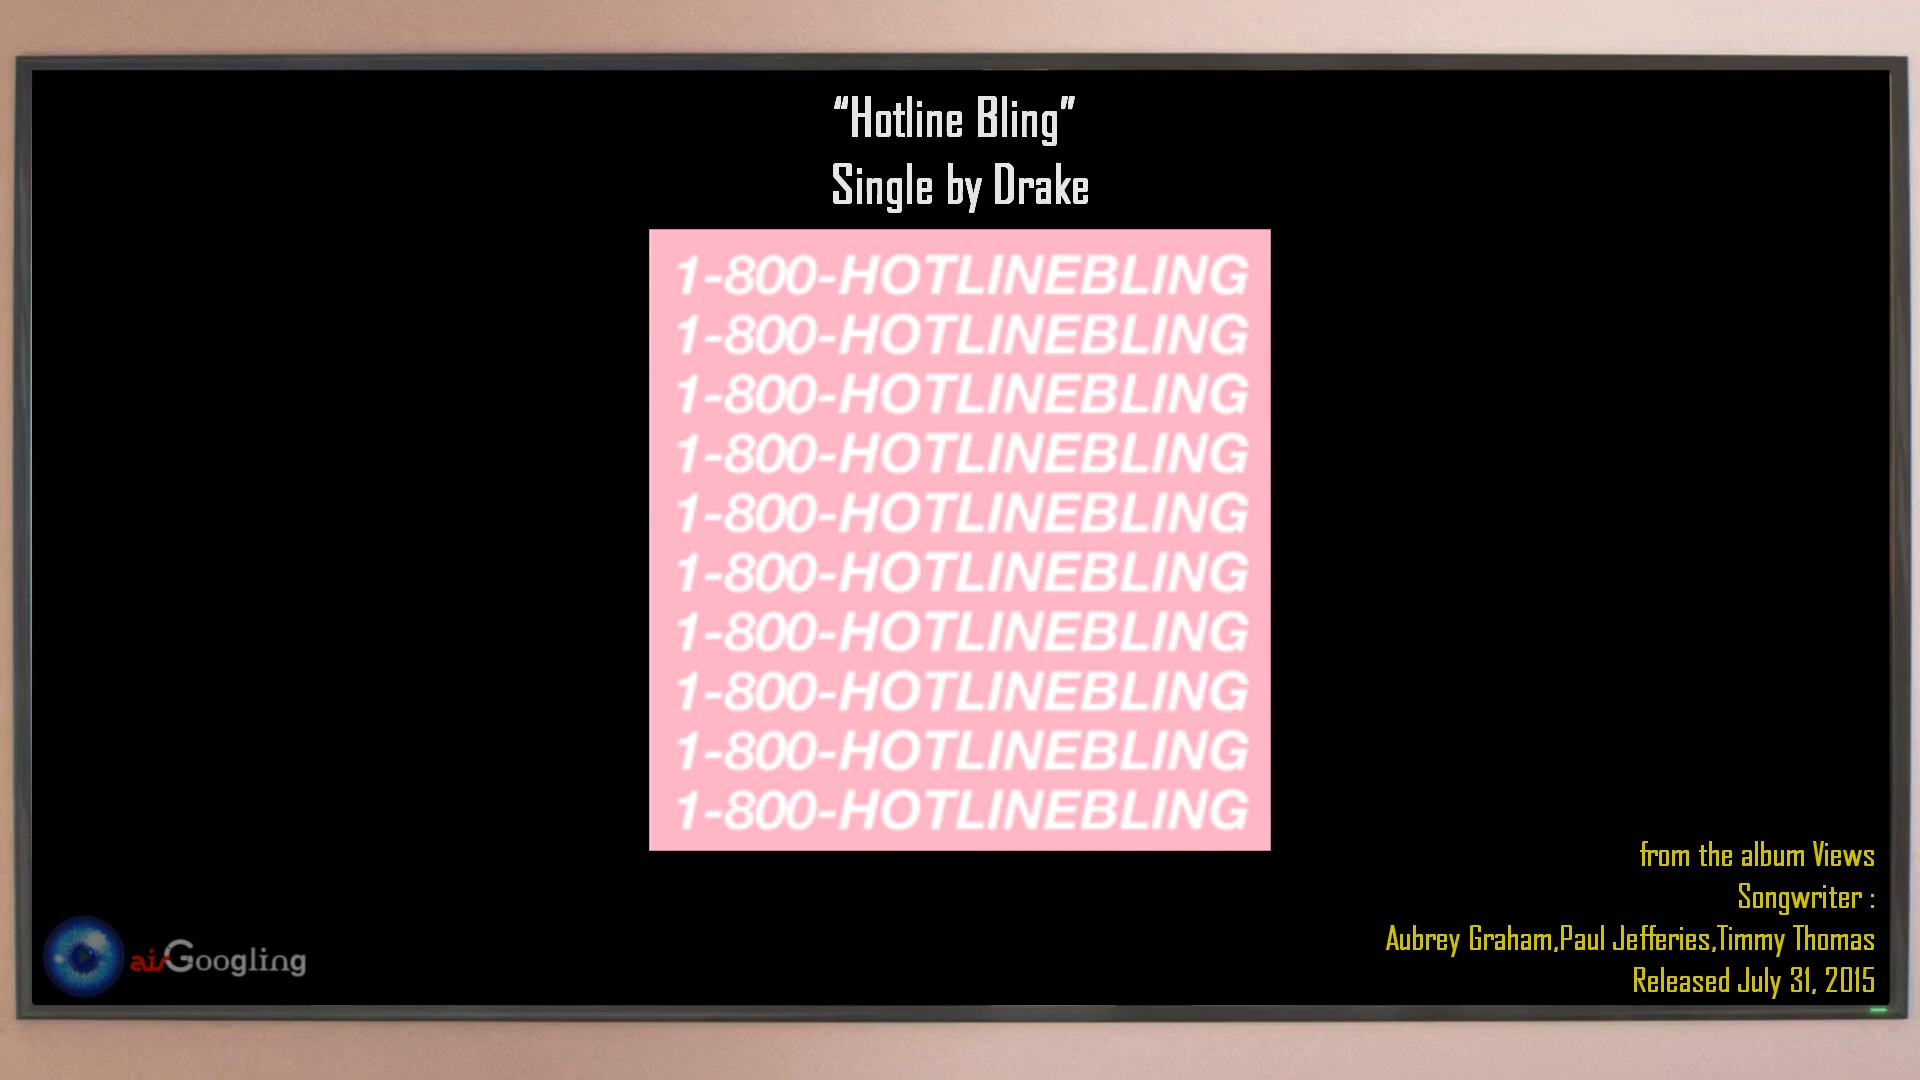 “Hotline Bling”
Single by Drake
1-800-HOTLINEBLING
1-800-HOTLINEBLING
1-800-HOTLINEBLING
1-800-HOTLINEBLING
1-800-HOTLINEBLING
1-800-HOTLINEBLING
1-800-HOTLINEBLING
1-800-HOTLINEBLING
1-800-HOTLINEBLING
1-800-HOTLINEBLING
from the album Views
Songwriter :
Aubrey Graham,Paul Jefferies,Timmy Thomas
Released July 31, 2015
airGoogling